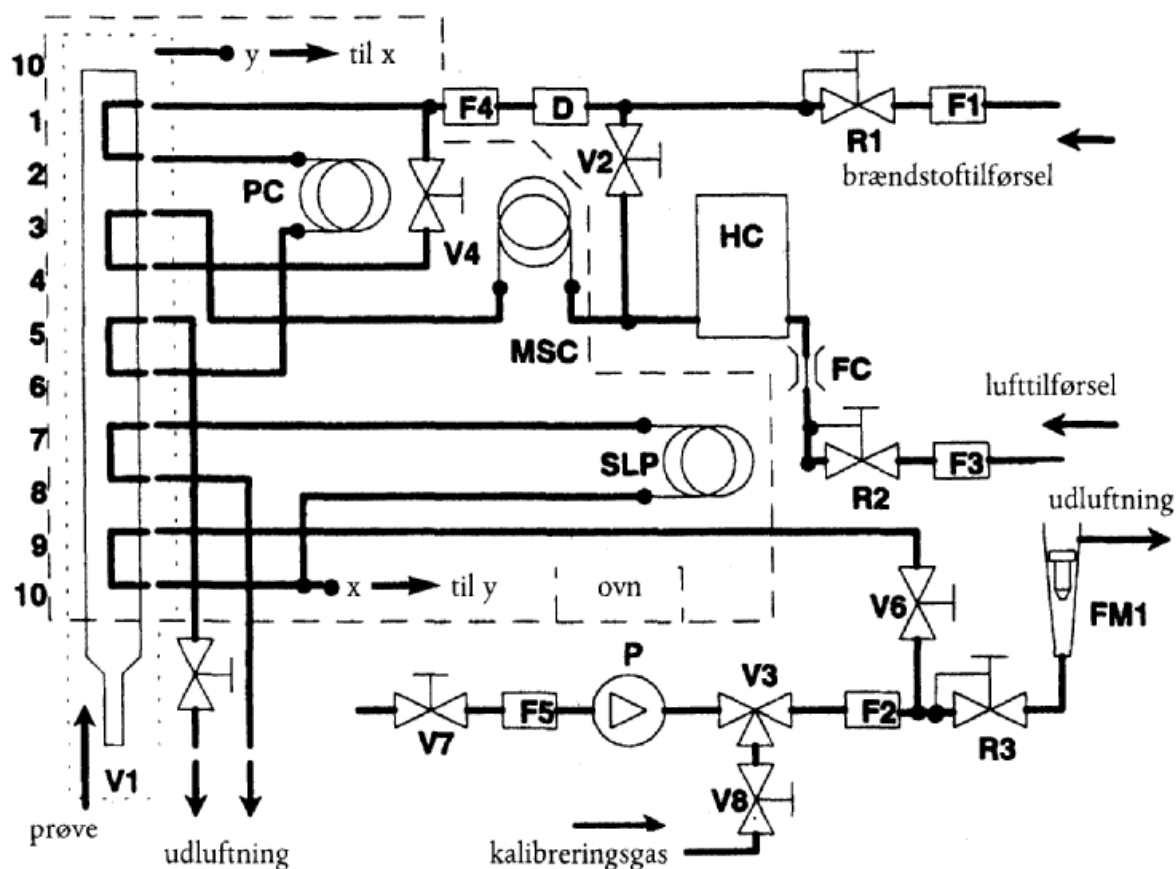 10
y
til x
1
F4
D
F1
R1
V2
brændstoftilførsel
2
PC
HC
3
V4
4
5
MSC
FC
6
lufttilførsel
7
SLP
F3
8
R2
udluftning
9
10
x
til y
ovn
V6
FM1
P
V3
F5
F2
V7
R3
V1
V8
prøve
udluftning
kalibreringsgas